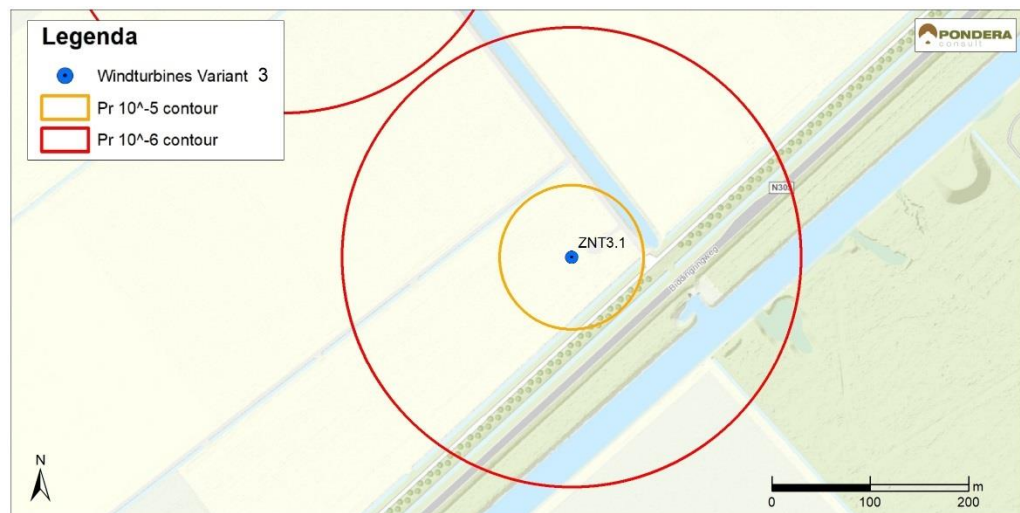 Legenda
Windturbines Variant 3
Pr 10^-5 contour
Pr 10^-6 contour
PONDERA
consult
ZNT3.1
Biddingringweg
N
m
0 100 200